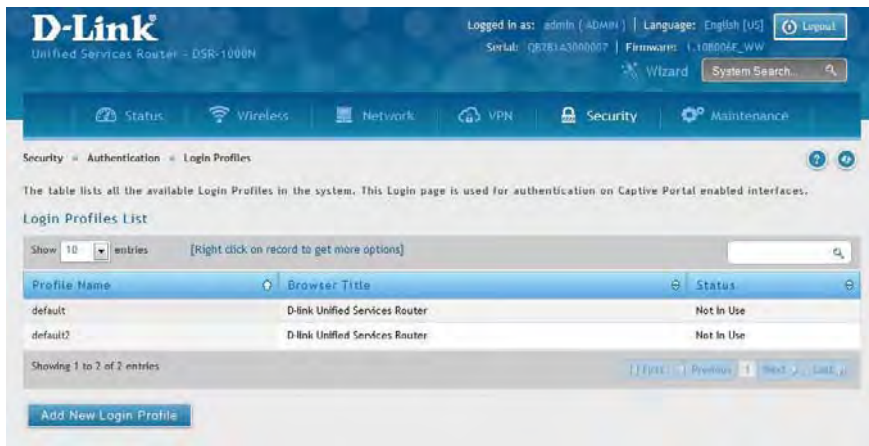 D-Link
Unified Services Router - DSR-1000N
Logged in as: admin ( ADMIN ) | Language: English [US] Logout
Serial: | Firmware: WW
Wizard System Search...
Status Wireless Network VPN Security Maintenance
Security » Authentication » Login Profiles
The table lists all the available Login Profiles in the system. This Login page is used for authentication on Captive Portal enabled interfaces.
Login Profiles List
Show 10 entries [Right click on record to get more options]
Profile Name Browser Title Status
default D-link Unified Services Router Not In Use
default2 D-link Unified Services Router Not In Use
Showing 1 to 2 of 2 entries First Previous 1 Next Last
Add New Login Profile